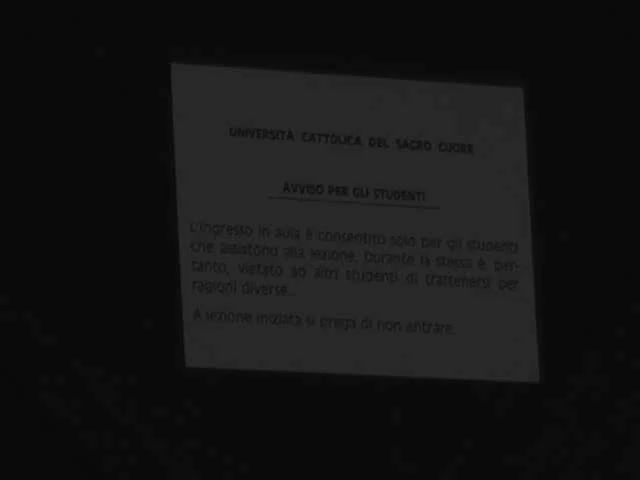 UNIVERSITÀ CATTOLICA DEL SACRO CUORE
AVVISO PER GLI STUDENTI
L'ingresso in aula è consentito solo per gli studenti
che assistono alla lezione. Durante la stessa è, per-
tanto, vietato ad altri studenti di trattenersi per
ragioni diverse.
A lezione iniziata si prega di non entrare.